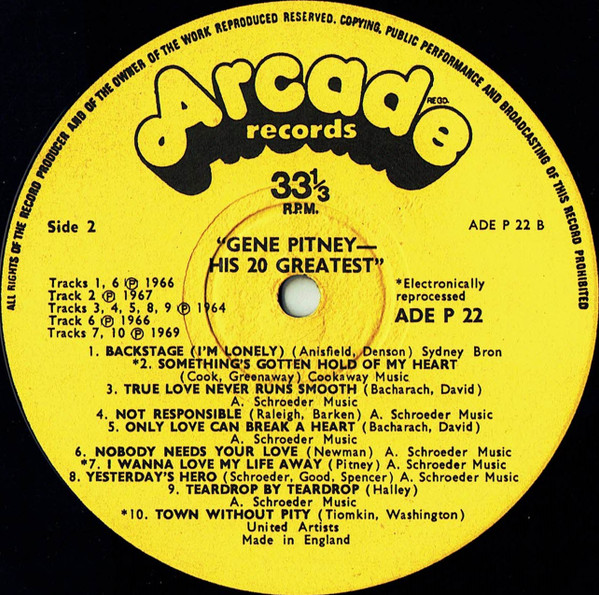 ALL RIGHTS OF THE RECORD PRODUCER AND OF THE OWNER OF THE WORK REPRODUCED RESERVED. COPYING, PUBLIC PERFORMANCE AND BROADCASTING OF THIS RECORD PROHIBITED
Arcade
REGD.
records
33⅓
R.P.M.
Side 2
ADE P 22 B
"GENE PITNEY—
HIS 20 GREATEST"
Tracks 1, 6 ℗ 1966
Track 2 ℗ 1967
Tracks 3, 4, 5, 8, 9 ℗ 1964
Track 6 ℗ 1966
Tracks 7, 10 ℗ 1969
*Electronically
reprocessed
ADE P 22
1. BACKSTAGE (I'M LONELY) (Anisfield, Denson) Sydney Bron
*2. SOMETHING'S GOTTEN HOLD OF MY HEART
(Cook, Greenaway) Cookaway Music
3. TRUE LOVE NEVER RUNS SMOOTH (Bacharach, David)
A. Schroeder Music
4. NOT RESPONSIBLE (Raleigh, Barken) A. Schroeder Music
5. ONLY LOVE CAN BREAK A HEART (Bacharach, David)
A. Schroeder Music
6. NOBODY NEEDS YOUR LOVE (Newman) A. Schroeder Music
*7. I WANNA LOVE MY LIFE AWAY (Pitney) A. Schroeder Music
8. YESTERDAY'S HERO (Schroeder, Good, Spencer) A. Schroeder Music
9. TEARDROP BY TEARDROP (Halley)
A. Schroeder Music
*10. TOWN WITHOUT PITY (Tiomkin, Washington)
United Artists
Made in England